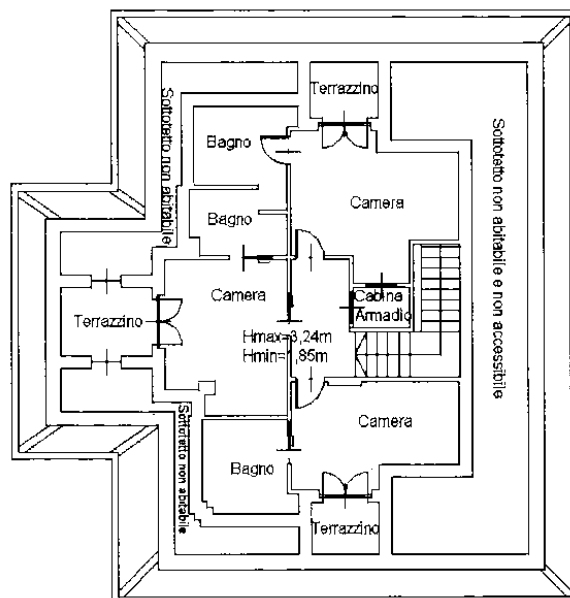 Terrazzino
Sottotetto non abitabile
Bagno
Sottotetto non abitabile e non accessibile
Camera
Bagno
Camera
Cabina
Armadio
Terrazzino
Hmax=3,24m
Hmin= ,85m
Camera
Sottotetto non abitabile
Bagno
Terrazzino